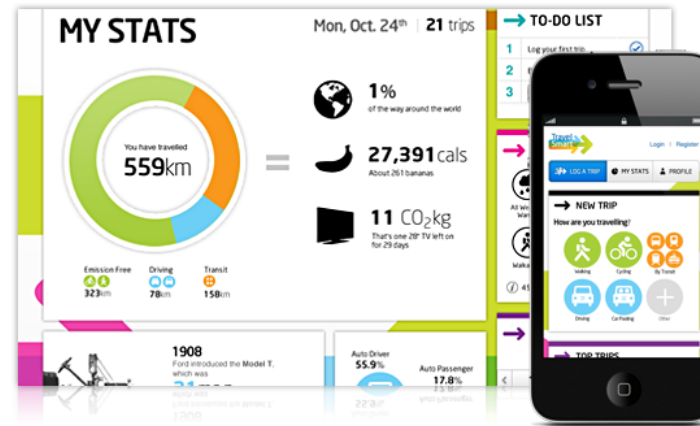 MY STATS
Mon, Oct. 24th | 21 trips
You have travelled
559km
=
1%
of the way around the world
27,391 cals
About 261 bananas
11 CO2kg
That's one 28" TV left on
for 29 days
Emission Free
323km
Driving
78km
Transit
158km
1908
Ford introduced the Model T,
which was
Auto Driver
55.9%
Auto Passenger
17.8%
TO-DO LIST
1 Log your first trip
2
3
Travel
Smart
Login | Register
LOG A TRIP
MY STATS
PROFILE
NEW TRIP
How are you travelling?
Walking
Cycling
By Transit
Driving
Car Pooling
Other
TOP TRIPS